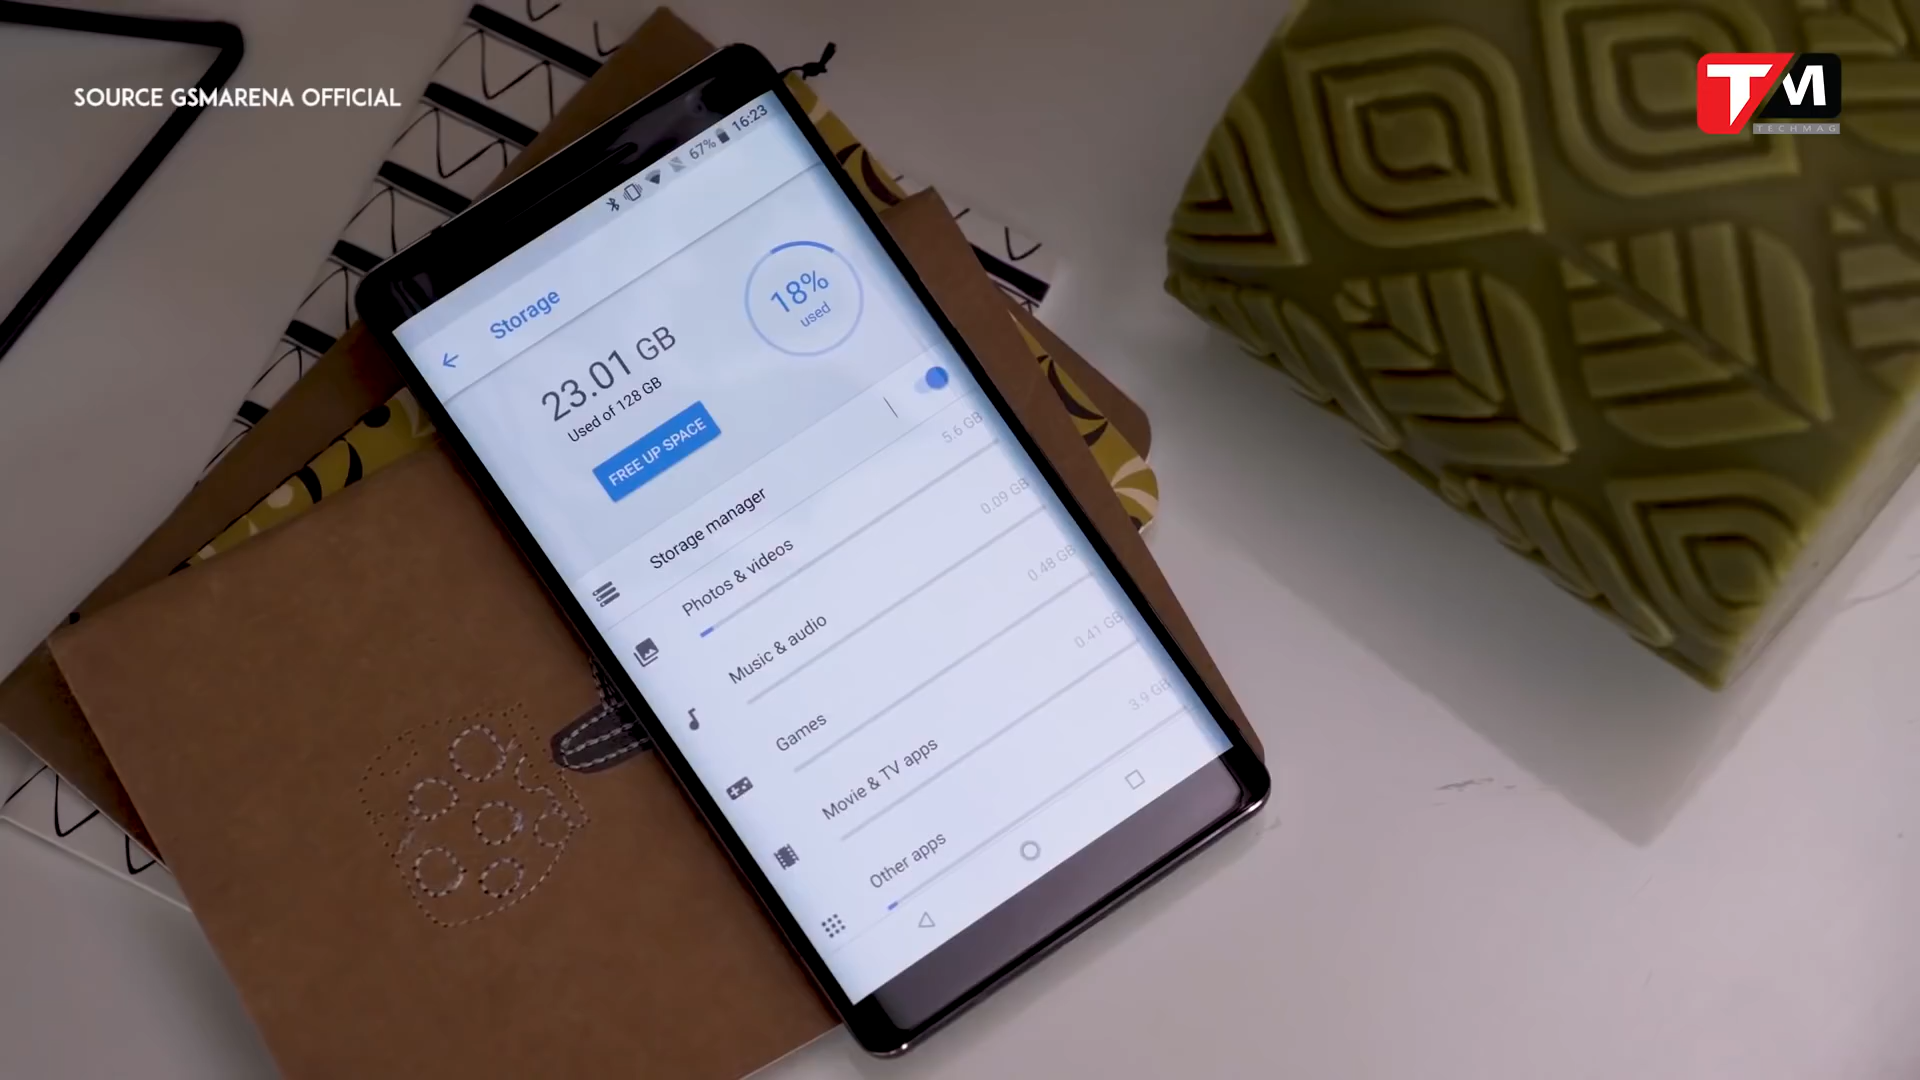 SOURCE GSMARENA OFFICIAL
TM
TECHMAG
67% 16:23
Storage
18%
used
23.01 GB
Used of 128 GB
FREE UP SPACE
Storage manager
Photos & videos 5.6 GB
Music & audio 0.09 GB
Games 0.48 GB
Movie & TV apps 0.41 GB
Other apps 3.9 GB